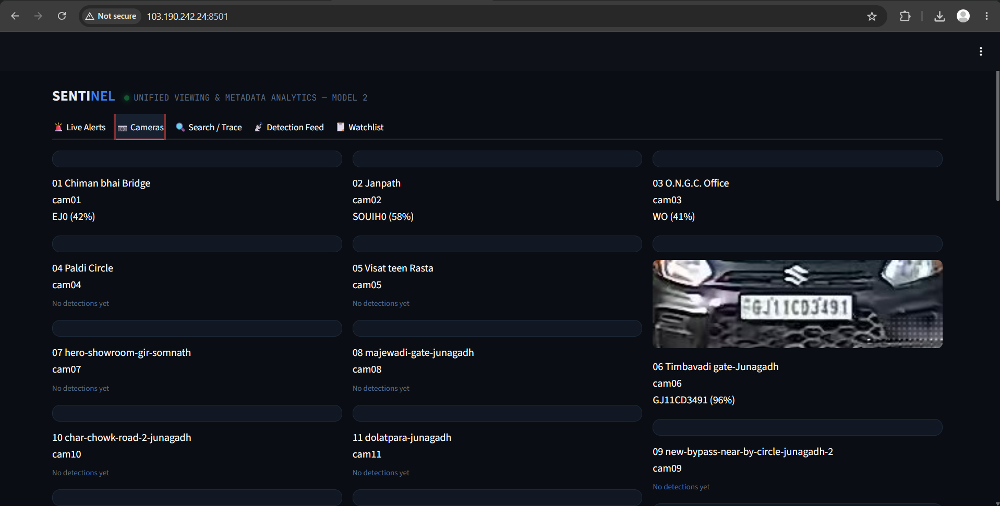 Not secure 103.190.242.24:8501
SENTINEL UNIFIED VIEWING & METADATA ANALYTICS — MODEL 2
Live Alerts Cameras Search / Trace Detection Feed Watchlist
01 Chiman bhai Bridge
cam01
EJ0 (42%)
02 Janpath
cam02
SOUIH0 (58%)
03 O.N.G.C. Office
cam03
WO (41%)
04 Paldi Circle
cam04
No detections yet
05 Visat teen Rasta
cam05
No detections yet
GJ11CD3491
06 Timbavadi gate-Junagadh
cam06
GJ11CD3491 (96%)
07 hero-showroom-gir-somnath
cam07
No detections yet
08 majewadi-gate-junagadh
cam08
No detections yet
09 new-bypass-near-by-circle-junagadh-2
cam09
No detections yet
10 char-chowk-road-2-junagadh
cam10
No detections yet
11 dolatpara-junagadh
cam11
No detections yet